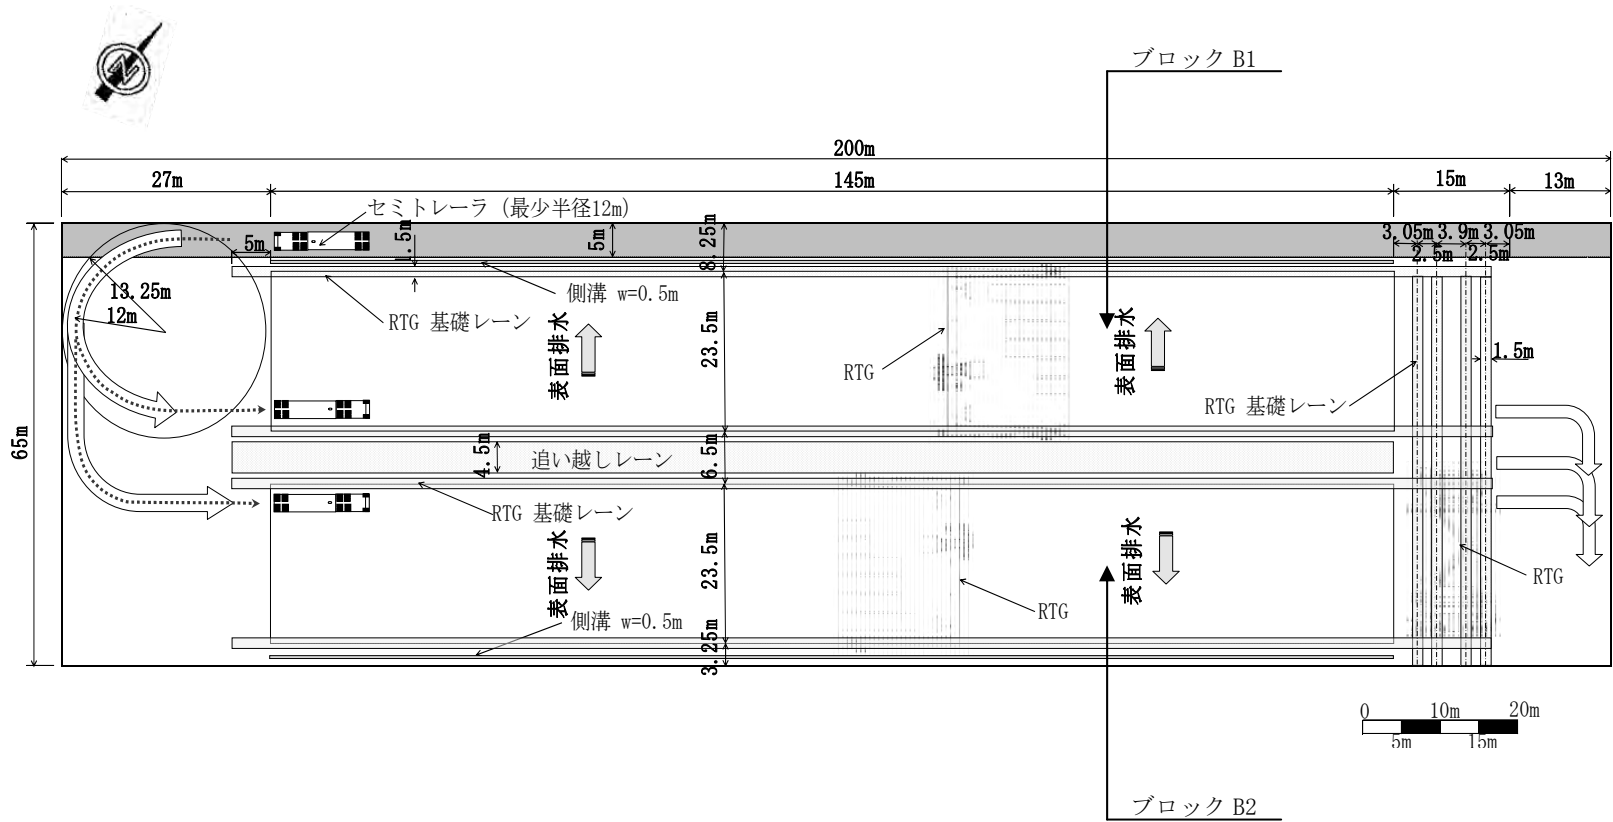 ブロック B1
200m
27m
145m
15m
13m
セミトレーラ (最少半径12m)
5m
1.5m
5m
8.25m
3.05m
3.9m
3.05m
2.5m
2.5m
13.25m
12m
側溝 w=0.5m
RTG 基礎レーン
表面排水
23.5m
RTG
表面排水
1.5m
RTG 基礎レーン
65m
4.5m
追い越しレーン
6.5m
RTG 基礎レーン
表面排水
23.5m
表面排水
RTG
RTG
側溝 w=0.5m
3.25m
0
10m
20m
5m
15m
ブロック B2